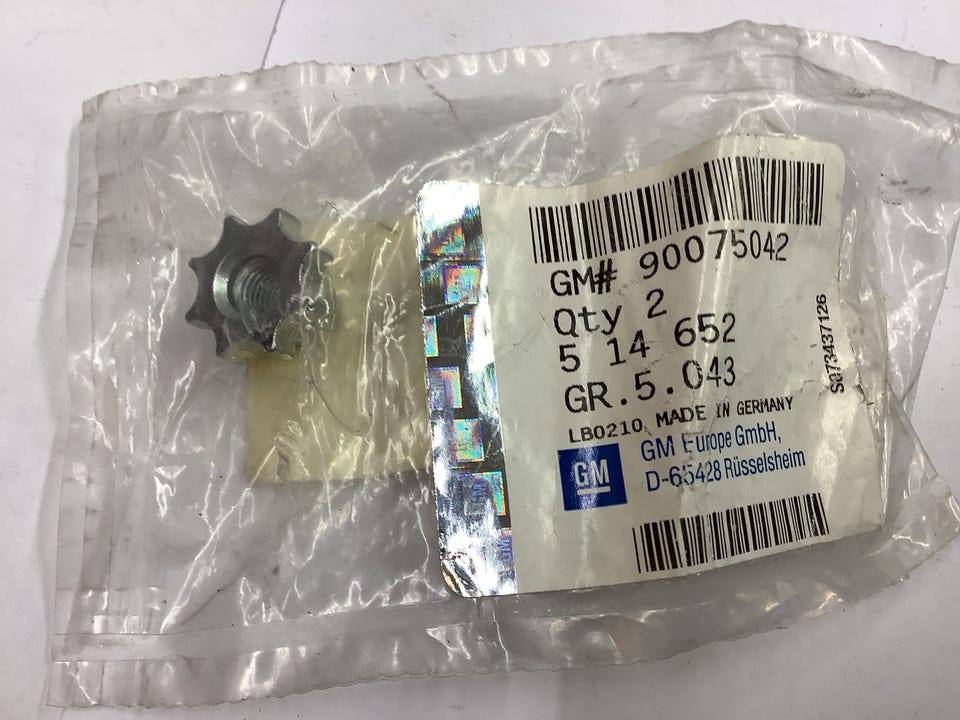 GM# 90075042
Qty 2
5 14 652
GR.5.043
LB0210 MADE IN GERMANY
GM
GM Europe GmbH,
D-65428 Rüsselsheim
S073437126